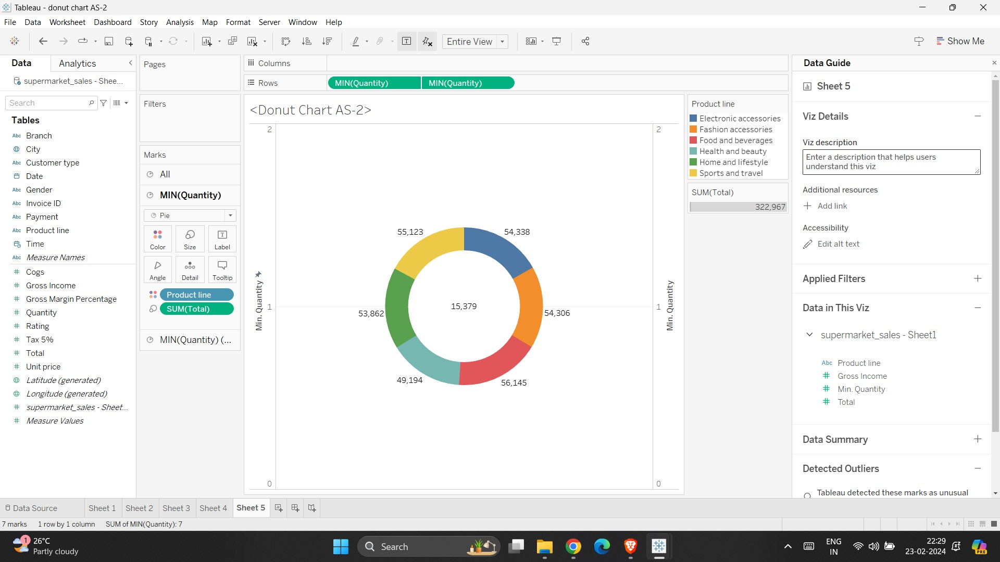 Tableau - donut chart AS-2
File Data Worksheet Dashboard Story Analysis Map Format Server Window Help
Entire View
Show Me
Data Analytics
supermarket_sales - Shee...
Search
Tables
Abc Branch
City
Abc Customer type
Date
Abc Gender
Abc Invoice ID
Abc Payment
Abc Product line
Time
Abc Measure Names
# Cogs
# Gross Income
# Gross Margin Percentage
# Quantity
# Rating
# Tax 5%
# Total
# Unit price
Latitude (generated)
Longitude (generated)
# supermarket_sales - Sheet...
# Measure Values
Pages
Filters
Marks
All
MIN(Quantity)
Pie
Color Size Label
Angle Detail Tooltip
Product line
SUM(Total)
MIN(Quantity) (...
iii Columns
Rows MIN(Quantity) MIN(Quantity)
<Donut Chart AS-2>
2 2
55,123 54,338
Min. Quantity 1 53,862 15,379 54,306 1 Min. Quantity
49,194 56,145
0 0
Product line
Electronic accessories
Fashion accessories
Food and beverages
Health and beauty
Home and lifestyle
Sports and travel
SUM(Total)
322,967
Data Guide
Sheet 5
Viz Details
Viz description
Enter a description that helps users
understand this viz
Additional resources
Add link
Accessibility
Edit alt text
Applied Filters
Data in This Viz
supermarket_sales - Sheet1
Abc Product line
# Gross Income
# Min. Quantity
# Total
Data Summary
Detected Outliers
Tableau detected these marks as unusual
Data Source Sheet 1 Sheet 2 Sheet 3 Sheet 4 Sheet 5
7 marks 1 row by 1 column SUM of MIN(Quantity): 7
1 26°C
Partly cloudy
Search
ENG
IN
22:29
23-02-2024
PRE